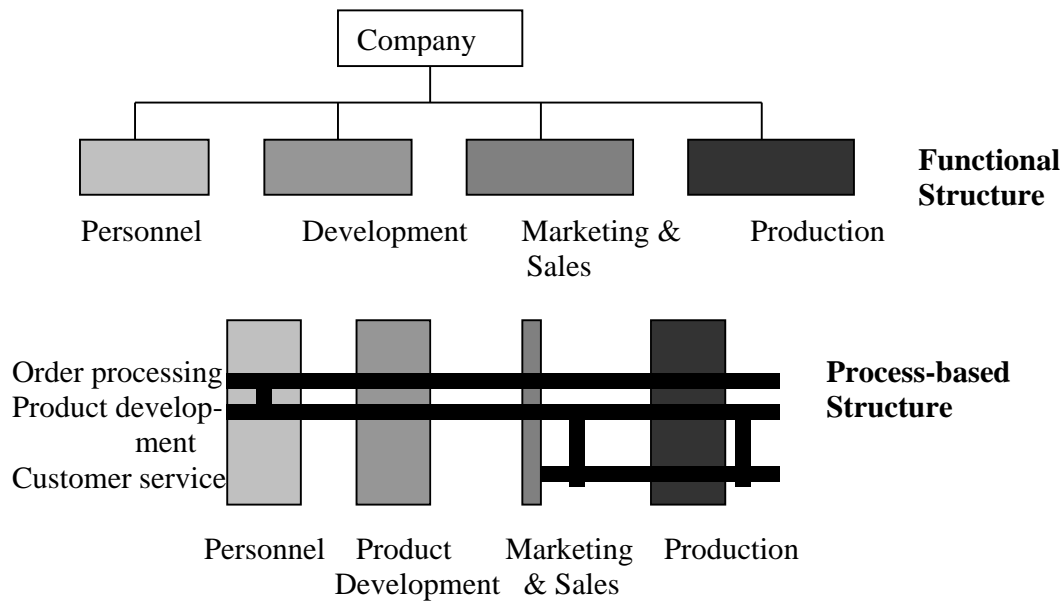 Company
Functional
Structure
Personnel
Development
Marketing &
Sales
Production
Order processing
Product develop-
ment
Customer service
Process-based
Structure
Personnel
Product
Development
Marketing
& Sales
Production